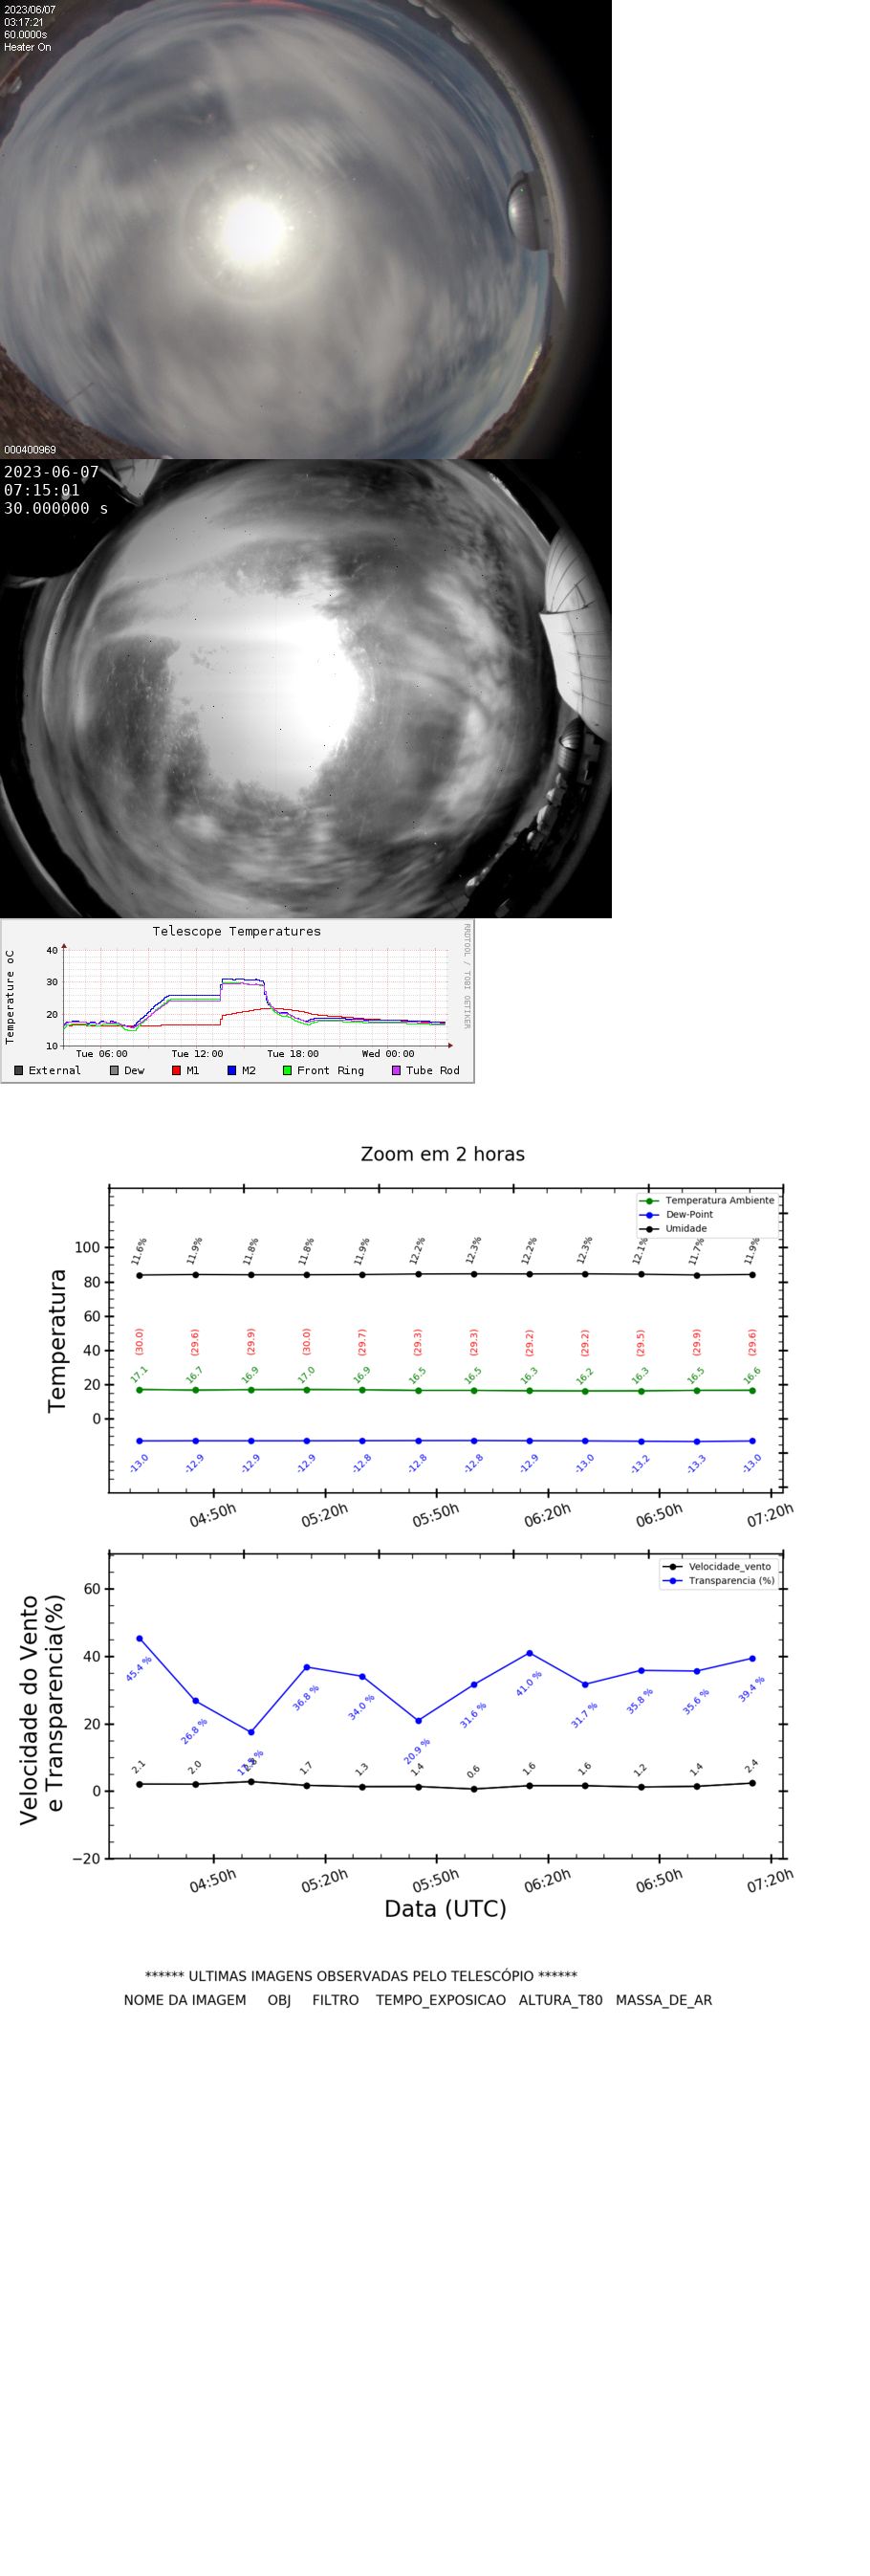 2023/06/07
03:17:21
60.0000s
Heater On
000400969
2023-06-07
07:15:01
30.000000 s
Telescope Temperatures
RRDTOOL / TOBI OETIKER
Temperature oC
40
30
20
10
Tue 06:00 Tue 12:00 Tue 18:00 Wed 00:00
External Dew M1 M2 Front Ring Tube Rod
Zoom em 2 horas
Temperatura Ambiente
Dew-Point
Umidade
Temperatura
100
80
60
40
20
0
11.6% 11.9% 11.8% 11.8% 11.9% 12.2% 12.3% 12.2% 12.3% 12.1% 11.7% 11.9%
(30.0) (29.6) (29.9) (30.0) (29.7) (29.3) (29.3) (29.2) (29.2) (29.5) (29.9) (29.6)
17.1 16.7 16.9 17.0 16.9 16.5 16.5 16.3 16.2 16.3 16.5 16.6
-13.0 -12.9 -12.9 -12.9 -12.8 -12.8 -12.8 -12.9 -13.0 -13.2 -13.3 -13.0
04:50h 05:20h 05:50h 06:20h 06:50h 07:20h
Velocidade_vento
Transparencia (%)
Velocidade do Vento
e Transparencia(%)
60
40
20
0
−20
45.4 % 26.8 % 36.8 % 34.0 % 20.9 % 31.6 % 41.0 % 31.7 % 35.8 % 35.6 % 39.4 %
2.1 2.0 1.7 1.3 1.4 0.6 1.6 1.6 1.2 1.4 2.4
04:50h 05:20h 05:50h 06:20h 06:50h 07:20h
Data (UTC)
****** ULTIMAS IMAGENS OBSERVADAS PELO TELESCÓPIO ******
NOME DA IMAGEM OBJ FILTRO TEMPO_EXPOSICAO ALTURA_T80 MASSA_DE_AR